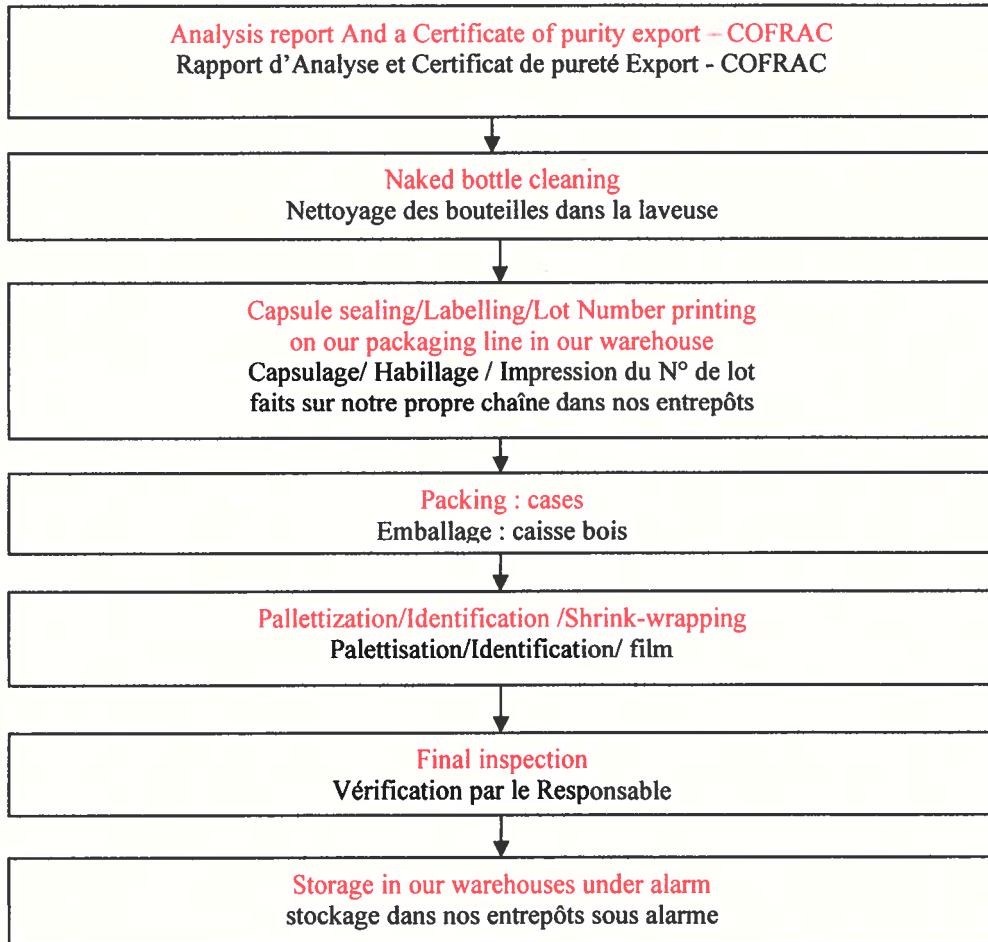 Analysis report And a Certificate of purity export – COFRAC
Rapport d'Analyse et Certificat de pureté Export - COFRAC
Naked bottle cleaning
Nettoyage des bouteilles dans la laveuse
Capsule sealing/Labelling/Lot Number printing
on our packaging line in our warehouse
Capsulage/ Habillage / Impression du N° de lot
faits sur notre propre chaîne dans nos entrepôts
Packing : cases
Emballage : caisse bois
Pallettization/Identification /Shrink-wrapping
Palettisation/Identification/ film
Final inspection
Vérification par le Responsable
Storage in our warehouses under alarm
stockage dans nos entrepôts sous alarme